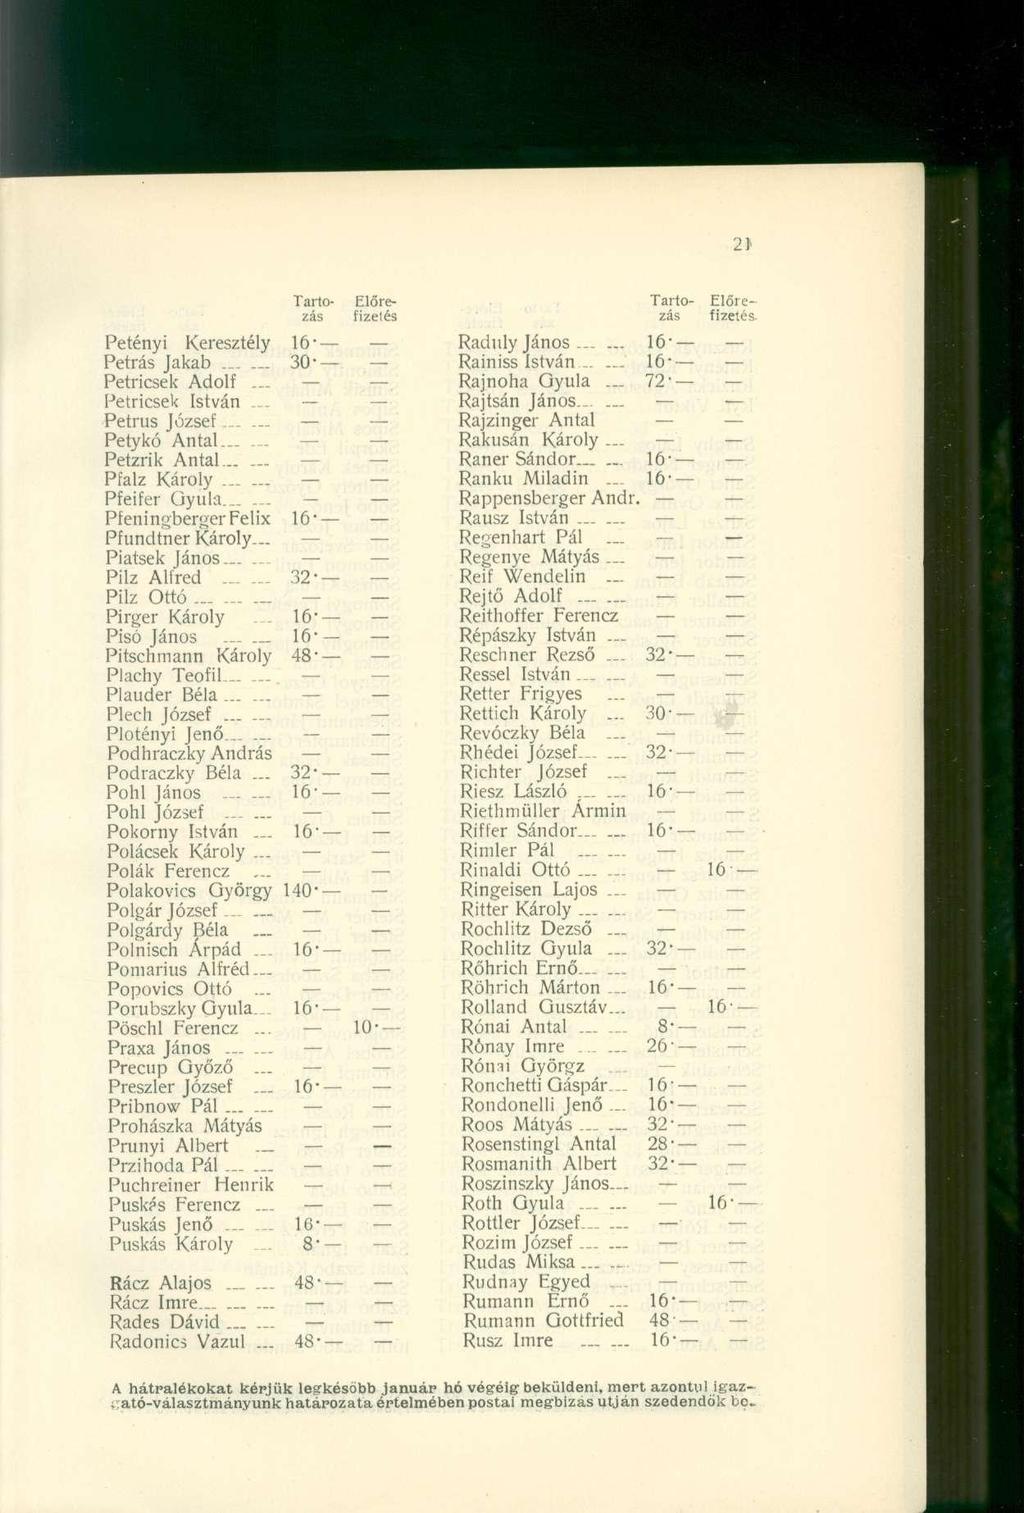 21
Tarto- Előre-
zás fizetés
Petényi Keresztély 16·— —
Petrás Jakab 30·— —
Petricsek Adolf — —
Petricsek István — —
Petrus József — —
Petykó Antal — —
Petzrik Antal — —
Pfalz Károly — —
Pfeifer Gyula — —
Pfeningberger Felix 16·— —
Pfundtner Károly — —
Piatsek János — —
Pilz Alfred 32·— —
Pilz Ottó — —
Pirger Károly 16·— —
Pisó János 16·— —
Pitschmann Károly 48·— —
Plachy Teofil — —
Plauder Béla — —
Plech József — —
Plotényi Jenő — —
Podhraczky András — —
Podraczky Béla 32·— —
Pohl János 16·— —
Pohl József — —
Pokorny István 16·— —
Polácsek Károly — —
Polák Ferencz — —
Polakovics György 140·— —
Polgár József — —
Polgárdy Béla — —
Polnisch Árpád 16·— —
Pomarius Alfréd — —
Popovics Ottó — —
Porubszky Gyula 16·— —
Pöschl Ferencz — 10·—
Praxa János — —
Precup Győző — —
Preszler József 16·— —
Pribnow Pál — —
Prohászka Mátyás — —
Prunyi Albert — —
Przihoda Pál — —
Puchreiner Henrik — —
Puskás Ferencz — —
Puskás Jenő 16·— —
Puskás Károly 8·— —
Rácz Alajos 48·— —
Rácz Imre — —
Rades Dávid — —
Radonics Vazul 48·— —
Tarto- Előre-
zás fizetés.
Raduly János 16·— —
Rainiss István 16·— —
Rajnoha Gyula 72·— —
Rajtsán János — —
Rajzinger Antal — —
Rakusán Károly — —
Raner Sándor 16·— —
Ranku Miladin 16·— —
Rappensberger Andr. — —
Rausz István — —
Regenhart Pál — —
Regenye Mátyás — —
Reif Wendelin — —
Rejtő Adolf — —
Reithoffer Ferencz — —
Répászky István — —
Reschner Rezső 32·— —
Ressel István — —
Retter Frigyes — —
Rettich Károly 30·— —
Revóczky Béla — —
Rhédei József 32·— —
Richter József — —
Riesz László 16·— —
Riethmüller Ármin — —
Riffer Sándor 16·— —
Rimler Pál — —
Rinaldi Ottó — 16·—
Ringeisen Lajos — —
Ritter Károly — —
Rochlitz Dezső — —
Rochlitz Gyula 32·— —
Rőhrich Ernő — —
Röhrich Márton 16·— —
Rolland Gusztáv — 16·—
Rónai Antal 8·— —
Rónay Imre 26·— —
Rónai Györgz —
Ronchetti Gáspár 16·— —
Rondonelli Jenő 16·— —
Roos Mátyás 32·— —
Rosenstingl Antal 28·— —
Rosmanith Albert 32·— —
Roszinszky János — —
Roth Gyula — 16·—
Rottler József — —
Rozim József — —
Rudas Miksa — —
Rudnay Egyed — —
Rumann Ernő 16·— —
Rumann Gottfried 48·— —
Rusz Imre 16·— —
A hátralékokat kérjük legkésőbb január hó végéig beküldeni, mert azontul igaz-
gató-választmányunk határozata értelmében postai megbizás utján szedendők be.